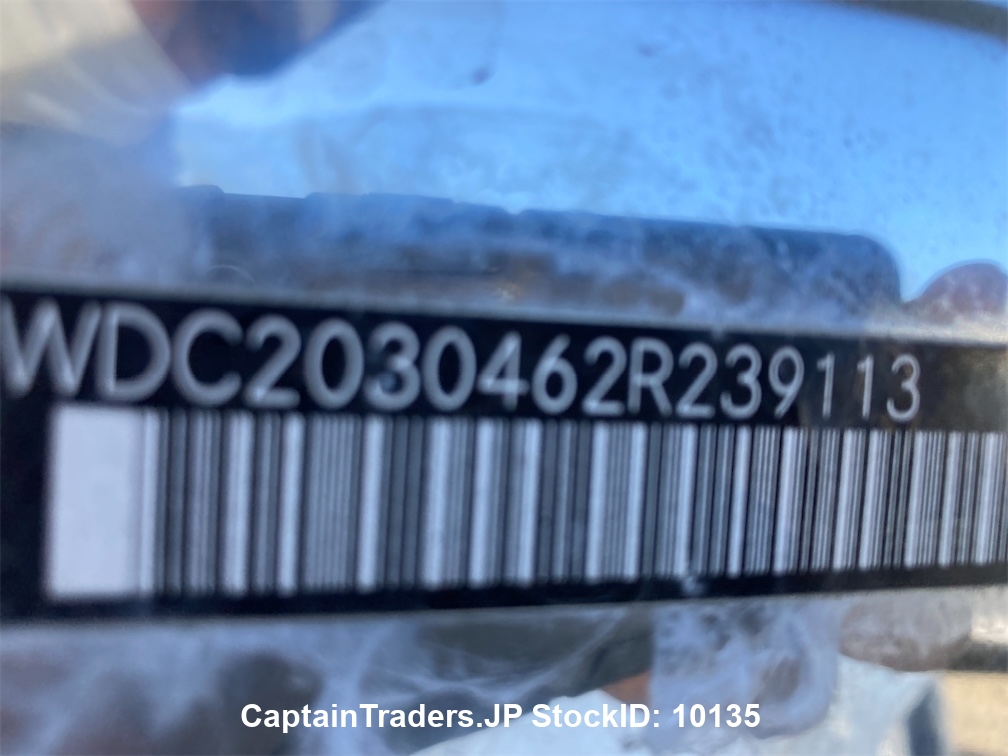 WDC2030462R239113
CaptainTraders.JP StockID: 10135